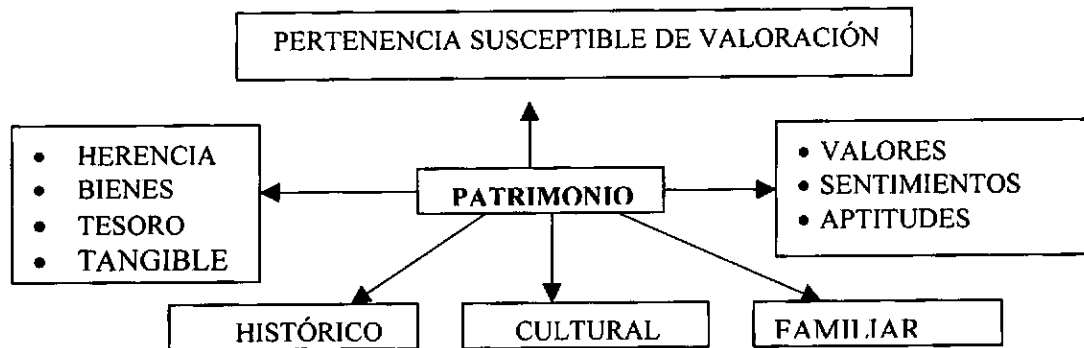 PERTENENCIA SUSCEPTIBLE DE VALORACIÓN
• HERENCIA
• BIENES
• TESORO
• TANGIBLE
PATRIMONIO
• VALORES
• SENTIMIENTOS
• APTITUDES
HISTÓRICO
CULTURAL
FAMILIAR